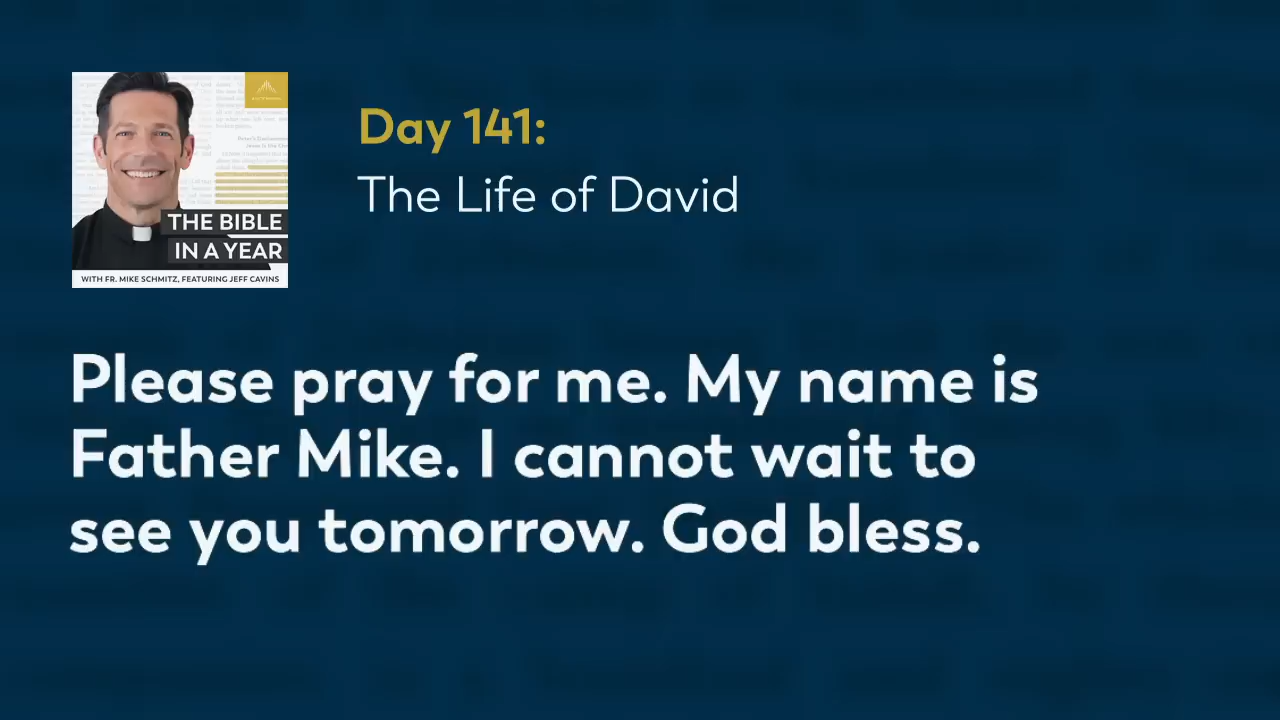 THE BIBLE
IN A YEAR
WITH FR. MIKE SCHMITZ, FEATURING JEFF CAVINS
Day 141:
The Life of David
Please pray for me. My name is
Father Mike. I cannot wait to
see you tomorrow. God bless.